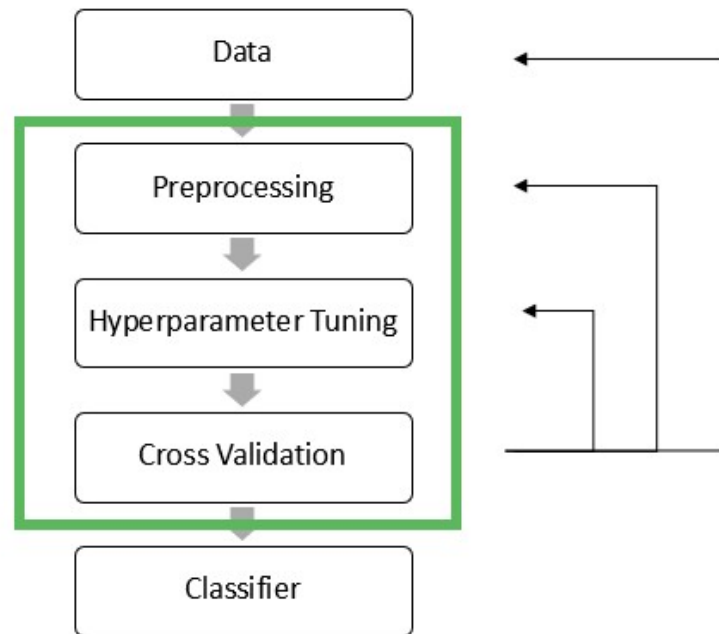 Data
Preprocessing
Hyperparameter Tuning
Cross Validation
Classifier